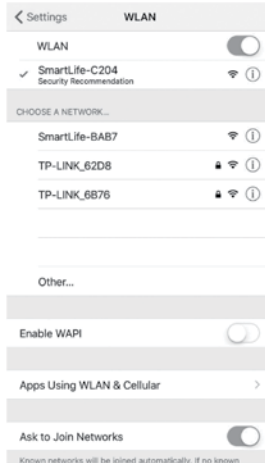 Settings WLAN
WLAN
SmartLife-C204
Security Recommendation
CHOOSE A NETWORK...
SmartLife-BAB7
TP-LINK_62D8
TP-LINK_6B76
Other...
Enable WAPI
Apps Using WLAN & Cellular
Ask to Join Networks
Known networks will be joined automatically. If no known